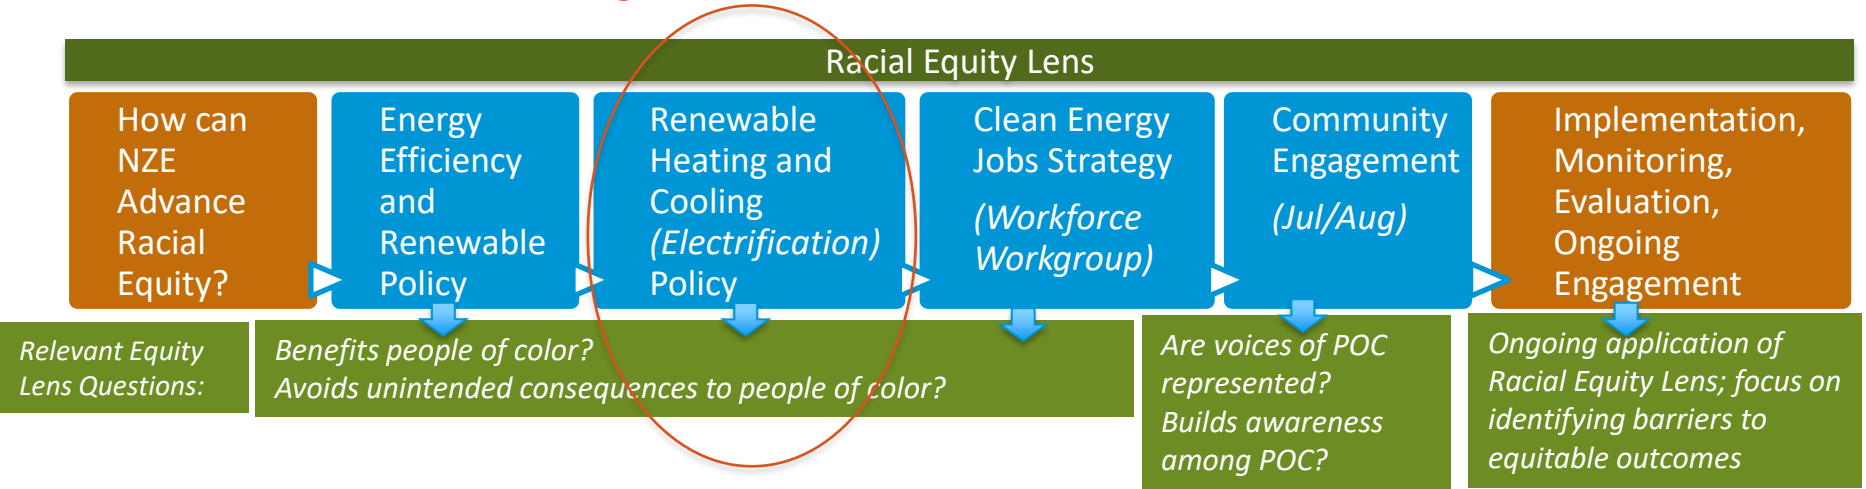 Racial Equity Lens
How can
NZE
Advance
Racial
Equity?
Energy
Efficiency
and
Renewable
Policy
Renewable
Heating and
Cooling
(Electrification)
Policy
Clean Energy
Jobs Strategy
(Workforce
Workgroup)
Community
Engagement
(Jul/Aug)
Implementation,
Monitoring,
Evaluation,
Ongoing
Engagement
Relevant Equity
Lens Questions:
Benefits people of color?
Avoids unintended consequences to people of color?
Are voices of POC
represented?
Builds awareness
among POC?
Ongoing application of
Racial Equity Lens; focus on
identifying barriers to
equitable outcomes